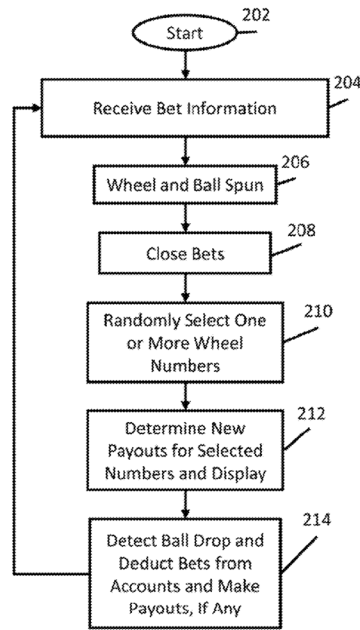 202
Start
204
Receive Bet Information
206
Wheel and Ball Spun
208
Close Bets
210
Randomly Select One
or More Wheel
Numbers
212
Determine New
Payouts for Selected
Numbers and Display
214
Detect Ball Drop and
Deduct Bets from
Accounts and Make
Payouts, If Any